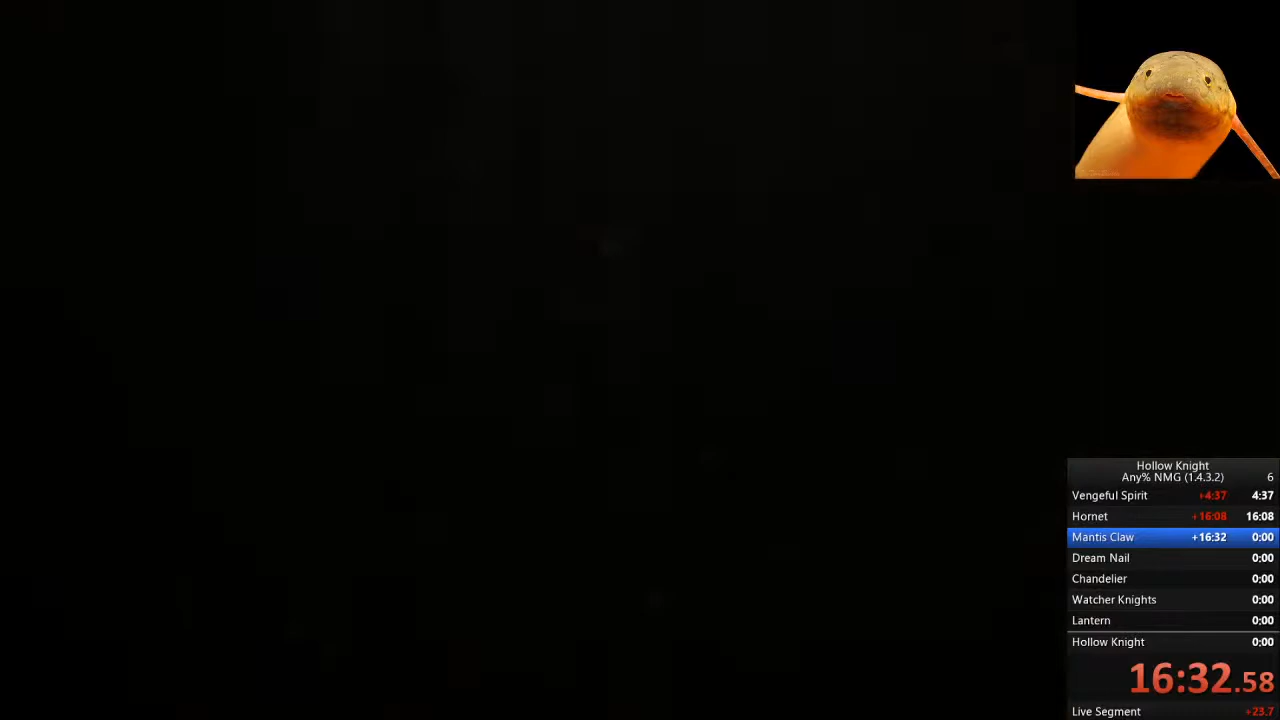 Hollow Knight
Any% NMG (1.4.3.2) 6
Vengeful Spirit +4:37 4:37
Hornet +16:08 16:08
Mantis Claw +16:32 0:00
Dream Nail 0:00
Chandelier 0:00
Watcher Knights 0:00
Lantern 0:00
Hollow Knight 0:00
16:32.58
Live Segment +23.7